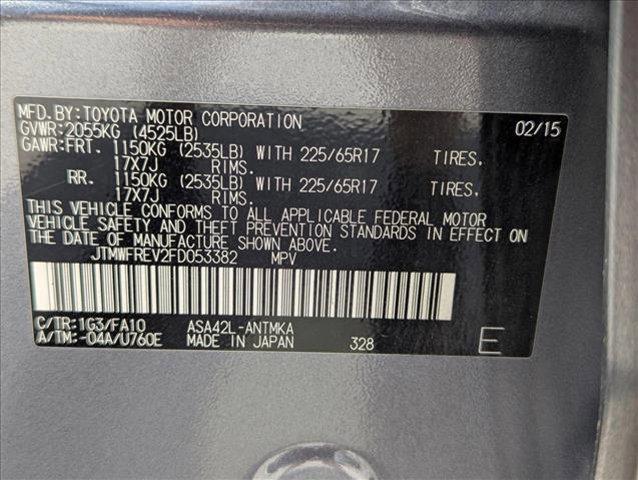 MFD.BY:TOYOTA MOTOR CORPORATION 02/15
GVWR:2055KG (4525LB)
GAWR:FRT. 1150KG (2535LB) WITH 225/65R17 TIRES.
17X7J RIMS.
RR. 1150KG (2535LB) WITH 225/65R17 TIRES.
17X7J RIMS.
THIS VEHICLE CONFORMS TO ALL APPLICABLE FEDERAL MOTOR
VEHICLE SAFETY AND THEFT PREVENTION STANDARDS IN EFFECT
ON THE DATE OF MANUFACTURE SHOWN ABOVE.
JTMWFREV2FD053382 MPV
C/TR:1G3/FA10 ASA42L-ANTMKA
A/TM:-04A/U760E MADE IN JAPAN 328 E